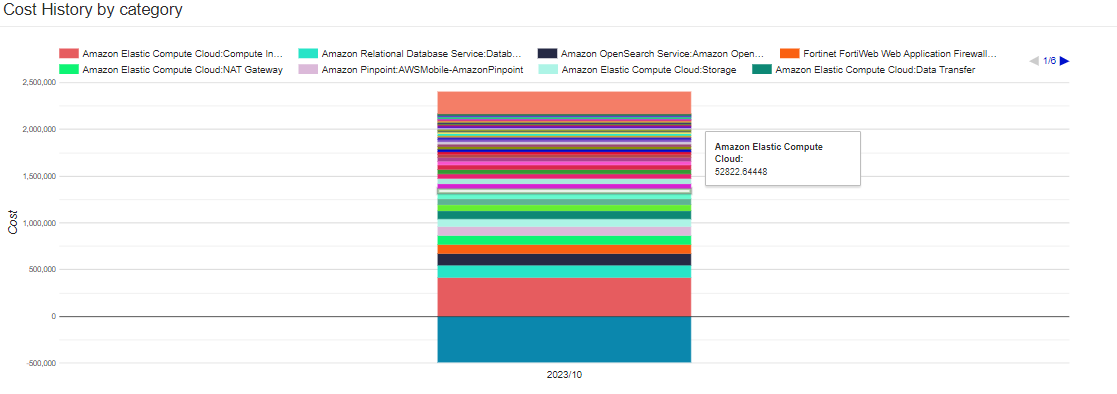 Cost History by category
Amazon Elastic Compute Cloud:Compute In...
Amazon Relational Database Service:Datab...
Amazon OpenSearch Service:Amazon Open...
Fortinet FortiWeb Web Application Firewall...
Amazon Elastic Compute Cloud:NAT Gateway
Amazon Pinpoint:AWSMobile-AmazonPinpoint
Amazon Elastic Compute Cloud:Storage
Amazon Elastic Compute Cloud:Data Transfer
1/6
2,500,000
2,000,000
1,500,000
1,000,000
500,000
0
-500,000
Cost
Amazon Elastic Compute
Cloud:
52822.64448
2023/10